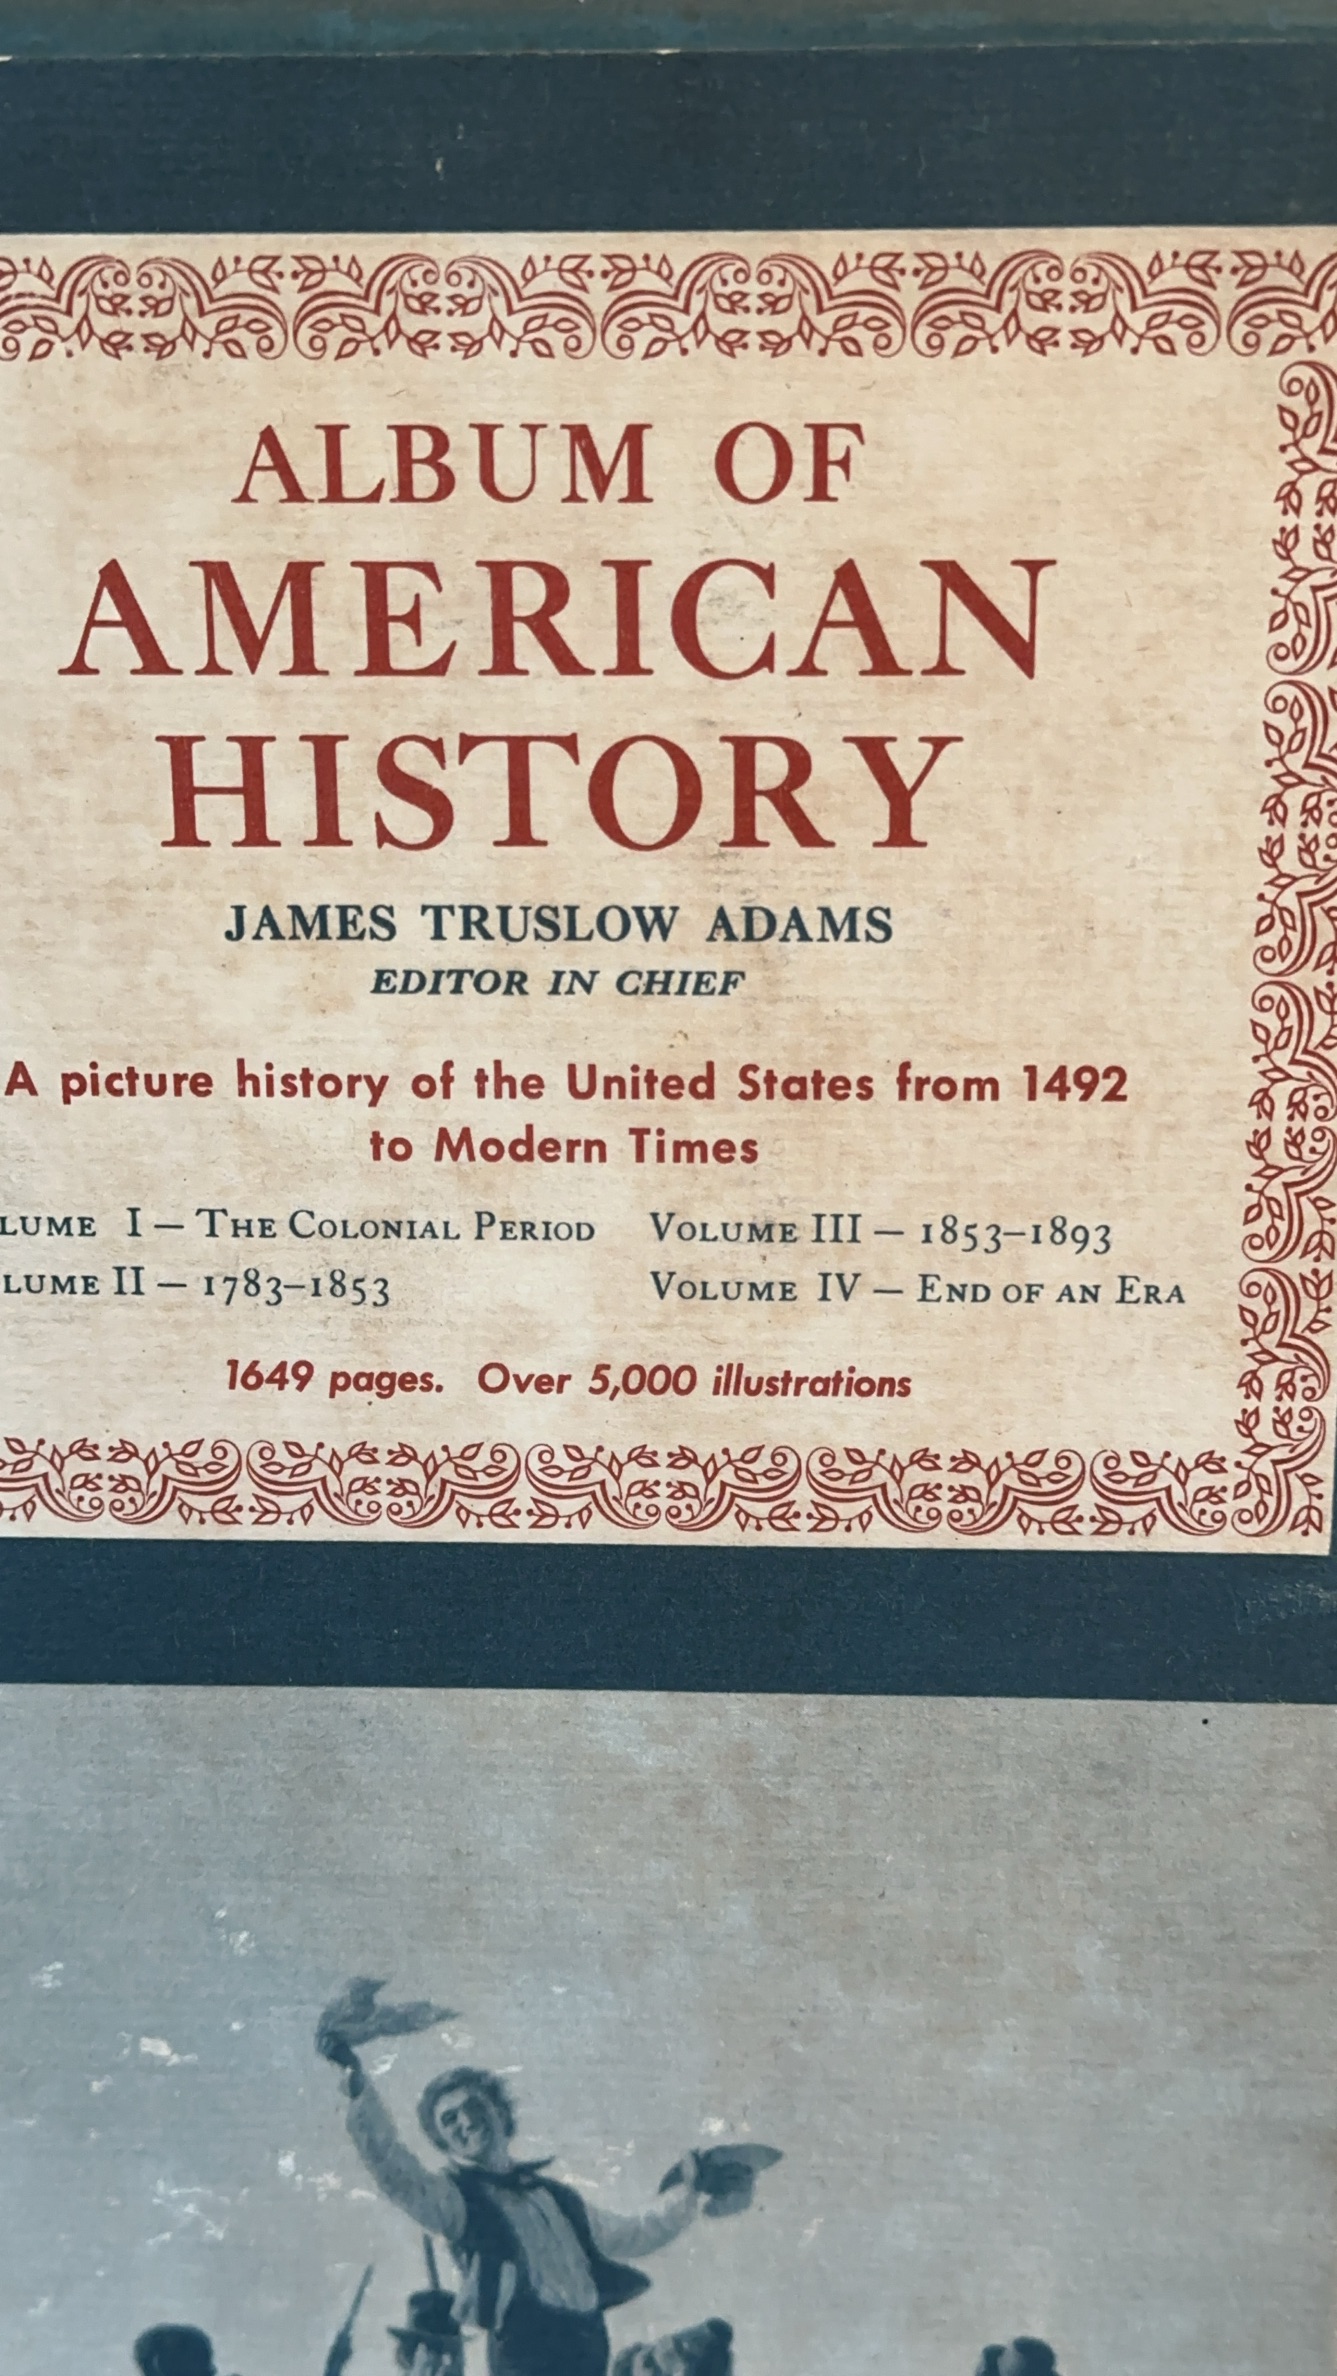 ALBUM OF
AMERICAN
HISTORY
JAMES TRUSLOW ADAMS
EDITOR IN CHIEF
A picture history of the United States from 1492
to Modern Times
LUME I — THE COLONIAL PERIOD VOLUME III — 1853–1893
LUME II — 1783–1853 VOLUME IV — END OF AN ERA
1649 pages. Over 5,000 illustrations